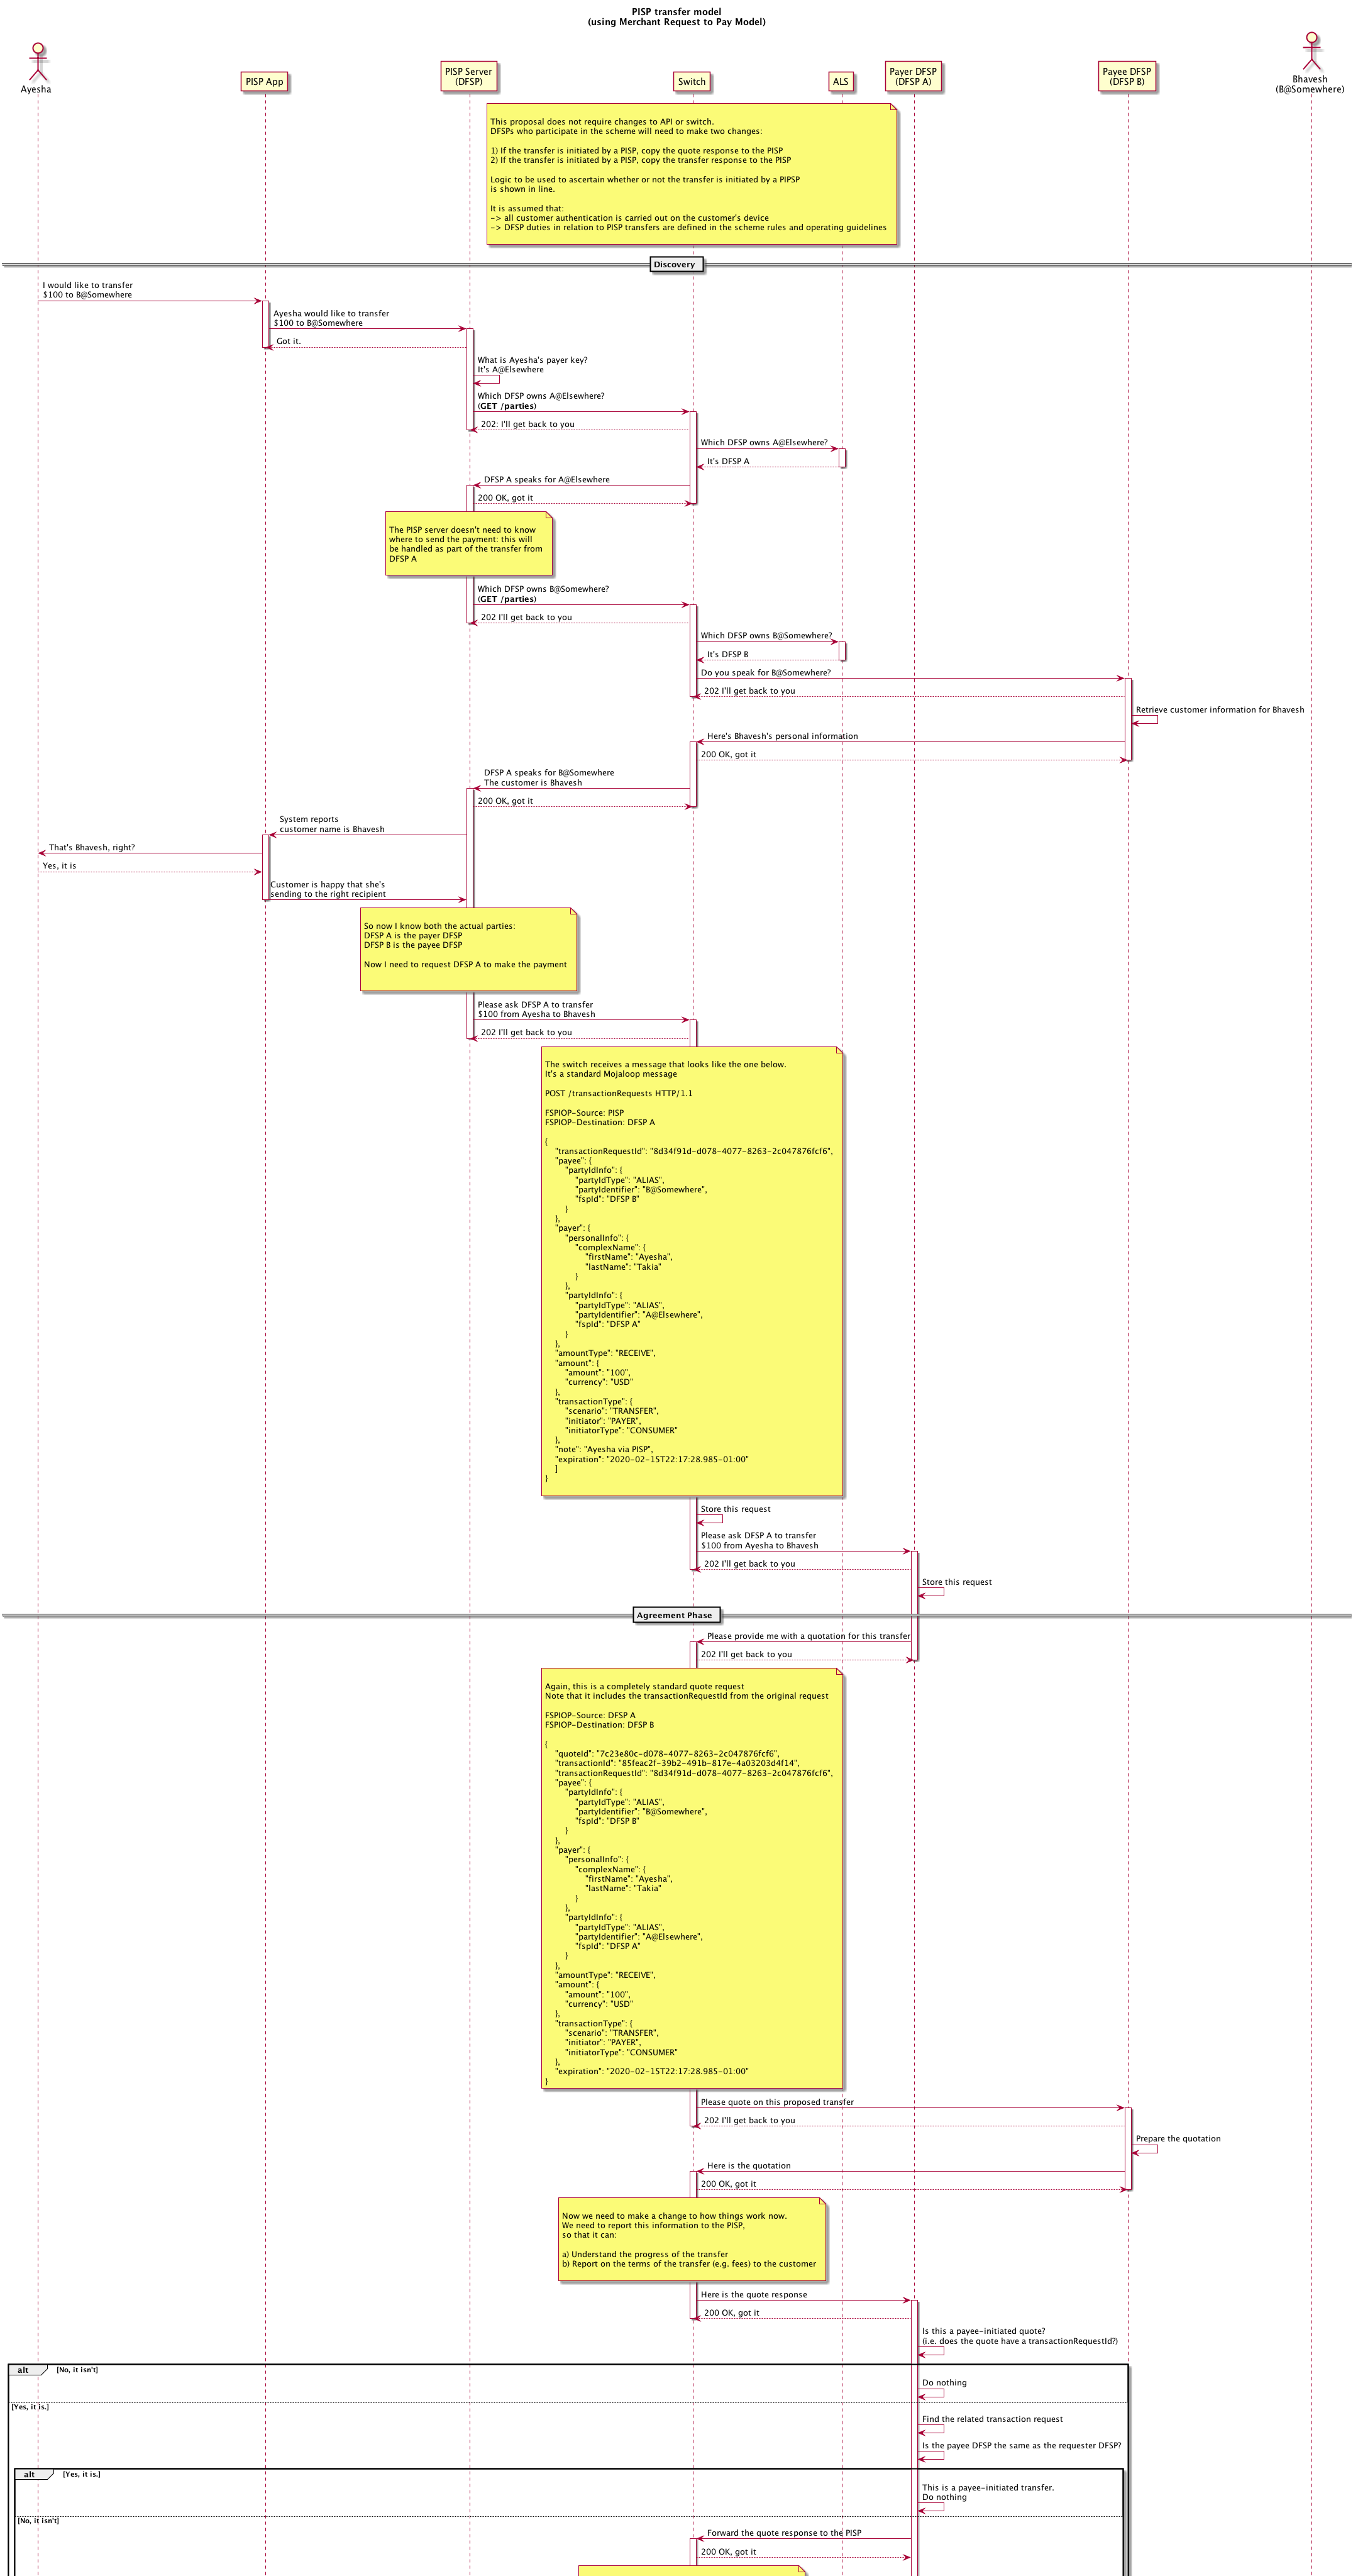 PISP transfer model
(using Merchant Request to Pay Model)
Ayesha
PISP App
PISP Server
(DFSP)
Switch
ALS
Payer DFSP
(DFSP A)
Payee DFSP
(DFSP B)
Bhavesh
(B@Somewhere)
This proposal does not require changes to API or switch.
DFSPs who participate in the scheme will need to make two changes:
1) If the transfer is initiated by a PISP, copy the quote response to the PISP
2) If the transfer is initiated by a PISP, copy the transfer response to the PISP
Logic to be used to ascertain whether or not the transfer is initiated by a PIPSP
is shown in line.
It is assumed that:
-> all customer authentication is carried out on the customer's device
-> DFSP duties in relation to PISP transfers are defined in the scheme rules and operating guidelines
Discovery
I would like to transfer
$100 to B@Somewhere
Ayesha would like to transfer
$100 to B@Somewhere
Got it.
What is Ayesha's payer key?
It's A@Elsewhere
Which DFSP owns A@Elsewhere?
(GET /parties)
202: I'll get back to you
Which DFSP owns A@Elsewhere?
It's DFSP A
DFSP A speaks for A@Elsewhere
200 OK, got it
The PISP server doesn't need to know
where to send the payment: this will
be handled as part of the transfer from
DFSP A
Which DFSP owns B@Somewhere?
(GET /parties)
202 I'll get back to you
Which DFSP owns B@Somewhere?
It's DFSP B
Do you speak for B@Somewhere?
202 I'll get back to you
Retrieve customer information for Bhavesh
Here's Bhavesh's personal information
200 OK, got it
DFSP A speaks for B@Somewhere
The customer is Bhavesh
200 OK, got it
System reports
customer name is Bhavesh
That's Bhavesh, right?
Yes, it is
Customer is happy that she's
sending to the right recipient
So now I know both the actual parties:
DFSP A is the payer DFSP
DFSP B is the payee DFSP
Now I need to request DFSP A to make the payment
Please ask DFSP A to transfer
$100 from Ayesha to Bhavesh
202 I'll get back to you
The switch receives a message that looks like the one below.
It's a standard Mojaloop message
POST /transactionRequests HTTP/1.1
FSPIOP-Source: PISP
FSPIOP-Destination: DFSP A
{
"transactionRequestId": "8d34f91d-d078-4077-8263-2c047876fcf6",
"payee": {
"partyIdInfo": {
"partyIdType": "ALIAS",
"partyIdentifier": "B@Somewhere",
"fspId": "DFSP B"
}
},
"payer": {
"personalInfo": {
"complexName": {
"firstName": "Ayesha",
"lastName": "Takia"
}
},
"partyIdInfo": {
"partyIdType": "ALIAS",
"partyIdentifier": "A@Elsewhere",
"fspId": "DFSP A"
}
},
"amountType": "RECEIVE",
"amount": {
"amount": "100",
"currency": "USD"
},
"transactionType": {
"scenario": "TRANSFER",
"initiator": "PAYER",
"initiatorType": "CONSUMER"
},
"note": "Ayesha via PISP",
"expiration": "2020-02-15T22:17:28.985-01:00"
]
}
Store this request
Please ask DFSP A to transfer
$100 from Ayesha to Bhavesh
202 I'll get back to you
Store this request
Agreement Phase
Please provide me with a quotation for this transfer
202 I'll get back to you
Again, this is a completely standard quote request
Note that it includes the transactionRequestId from the original request
FSPIOP-Source: DFSP A
FSPIOP-Destination: DFSP B
{
"quoteId": "7c23e80c-d078-4077-8263-2c047876fcf6",
"transactionId": "85feac2f-39b2-491b-817e-4a03203d4f14",
"transactionRequestId": "8d34f91d-d078-4077-8263-2c047876fcf6",
"payee": {
"partyIdInfo": {
"partyIdType": "ALIAS",
"partyIdentifier": "B@Somewhere",
"fspId": "DFSP B"
}
},
"payer": {
"personalInfo": {
"complexName": {
"firstName": "Ayesha",
"lastName": "Takia"
}
},
"partyIdInfo": {
"partyIdType": "ALIAS",
"partyIdentifier": "A@Elsewhere",
"fspId": "DFSP A"
}
},
"amountType": "RECEIVE",
"amount": {
"amount": "100",
"currency": "USD"
},
"transactionType": {
"scenario": "TRANSFER",
"initiator": "PAYER",
"initiatorType": "CONSUMER"
},
"expiration": "2020-02-15T22:17:28.985-01:00"
}
Please quote on this proposed transfer
202 I'll get back to you
Prepare the quotation
Here is the quotation
200 OK, got it
Now we need to make a change to how things work now.
We need to report this information to the PISP,
so that it can:
a) Understand the progress of the transfer
b) Report on the terms of the transfer (e.g. fees) to the customer
Here is the quote response
200 OK, got it
Is this a payee-initiated quote?
(i.e. does the quote have a transactionRequestId?)
alt [No, it isn't]
Do nothing
[Yes, it is.]
Find the related transaction request
Is the payee DFSP the same as the requester DFSP?
alt [Yes, it is.]
This is a payee-initiated transfer.
Do nothing
[No, it isn't]
Forward the quote response to the PISP
200 OK, got it